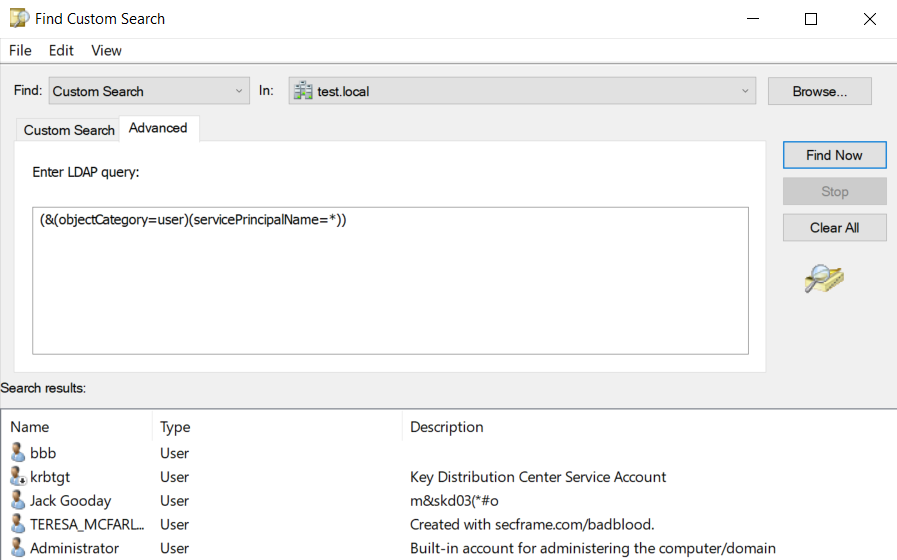 Find Custom Search
File Edit View
Find: Custom Search In: test.local Browse...
Custom Search Advanced
Enter LDAP query:
(&(objectCategory=user)(servicePrincipalName=*))
Find Now
Stop
Clear All
Search results:
Name Type Description
bbb User
krbtgt User Key Distribution Center Service Account
Jack Gooday User m&skd03(*#o
TERESA_MCFARL... User Created with secframe.com/badblood.
Administrator User Built-in account for administering the computer/domain